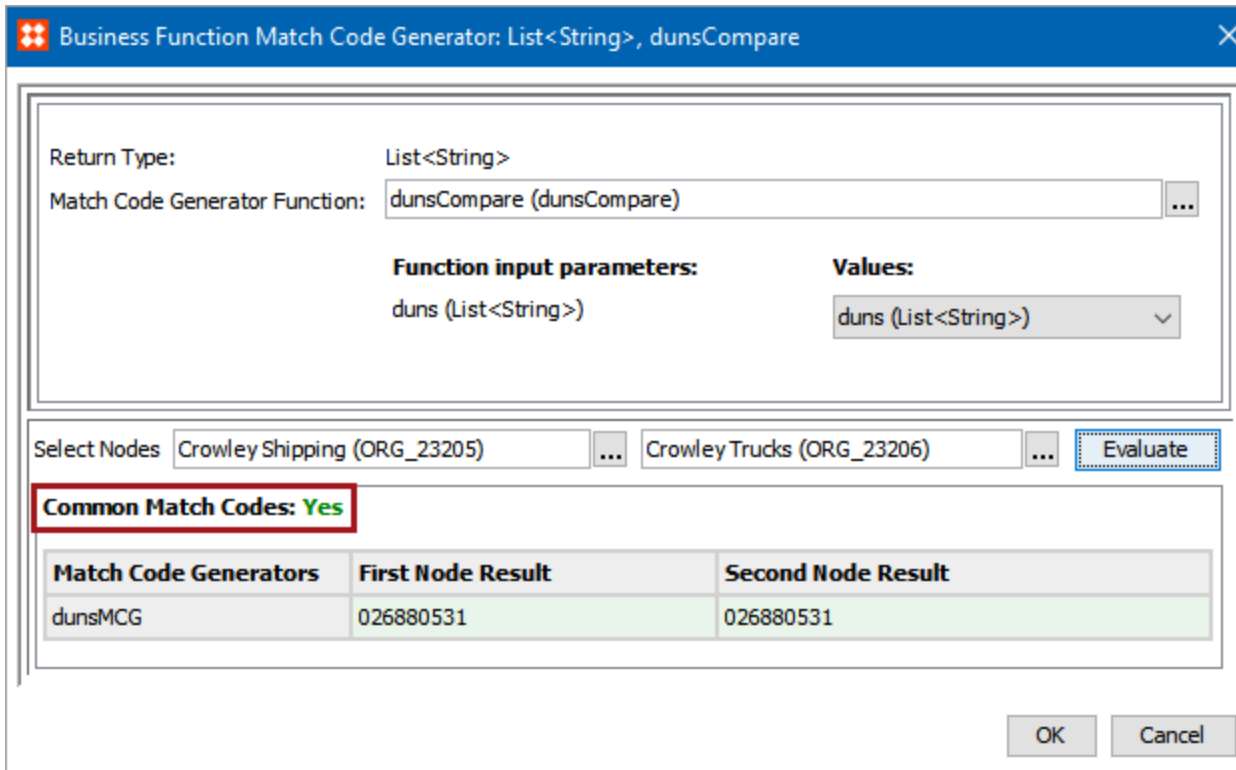 Business Function Match Code Generator: List<String>, dunsCompare
Return Type: List<String>
Match Code Generator Function: dunsCompare (dunsCompare) ...
Function input parameters: Values:
duns (List<String>) duns (List<String>)
Select Nodes Crowley Shipping (ORG_23205) ... Crowley Trucks (ORG_23206) ... Evaluate
Common Match Codes: Yes
Match Code Generators First Node Result Second Node Result
dunsMCG 026880531 026880531
OK Cancel